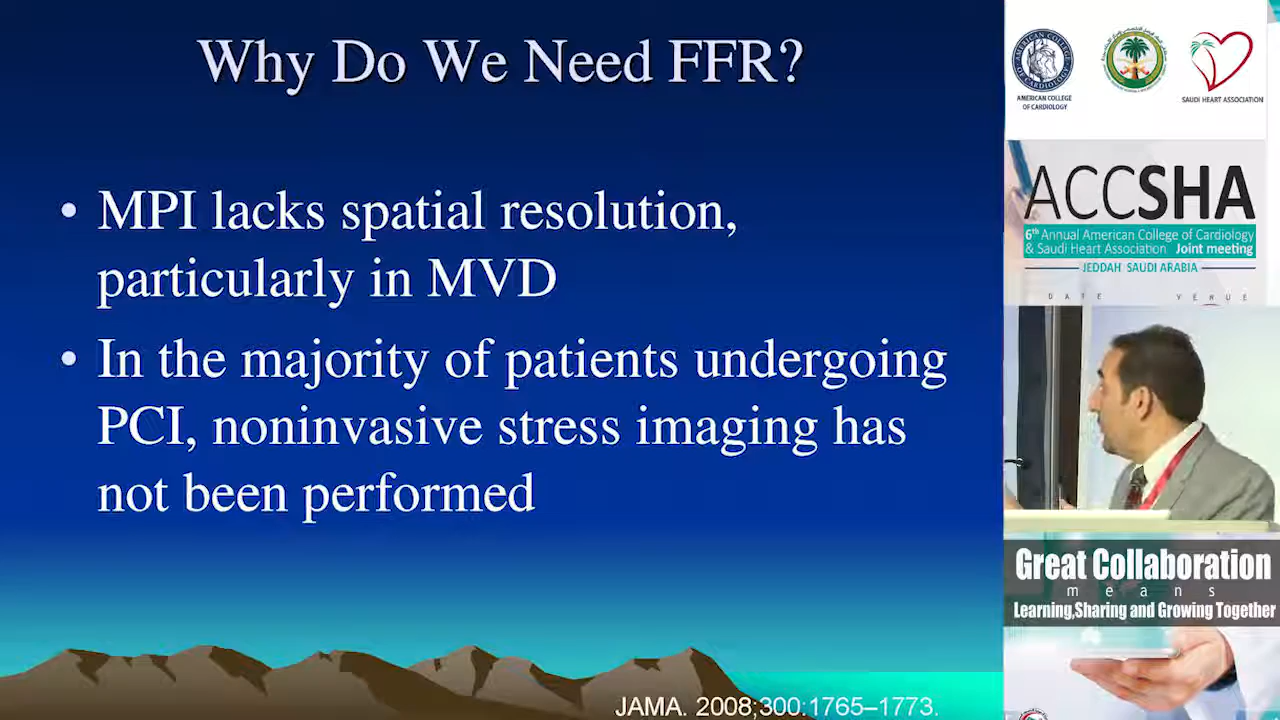 Why Do We Need FFR?
• MPI lacks spatial resolution,
particularly in MVD
• In the majority of patients undergoing
PCI, noninvasive stress imaging has
not been performed
JAMA. 2008;300:1765–1773.
AMERICAN COLLEGE
OF CARDIOLOGY
SAUDI HEART ASSOCIATION
ACCSHA
6th Annual American College of Cardiology
& Saudi Heart Association Joint meeting
JEDDAH SAUDI ARABIA
DATE VENUE
Great Collaboration
means
Learning,Sharing and Growing Together